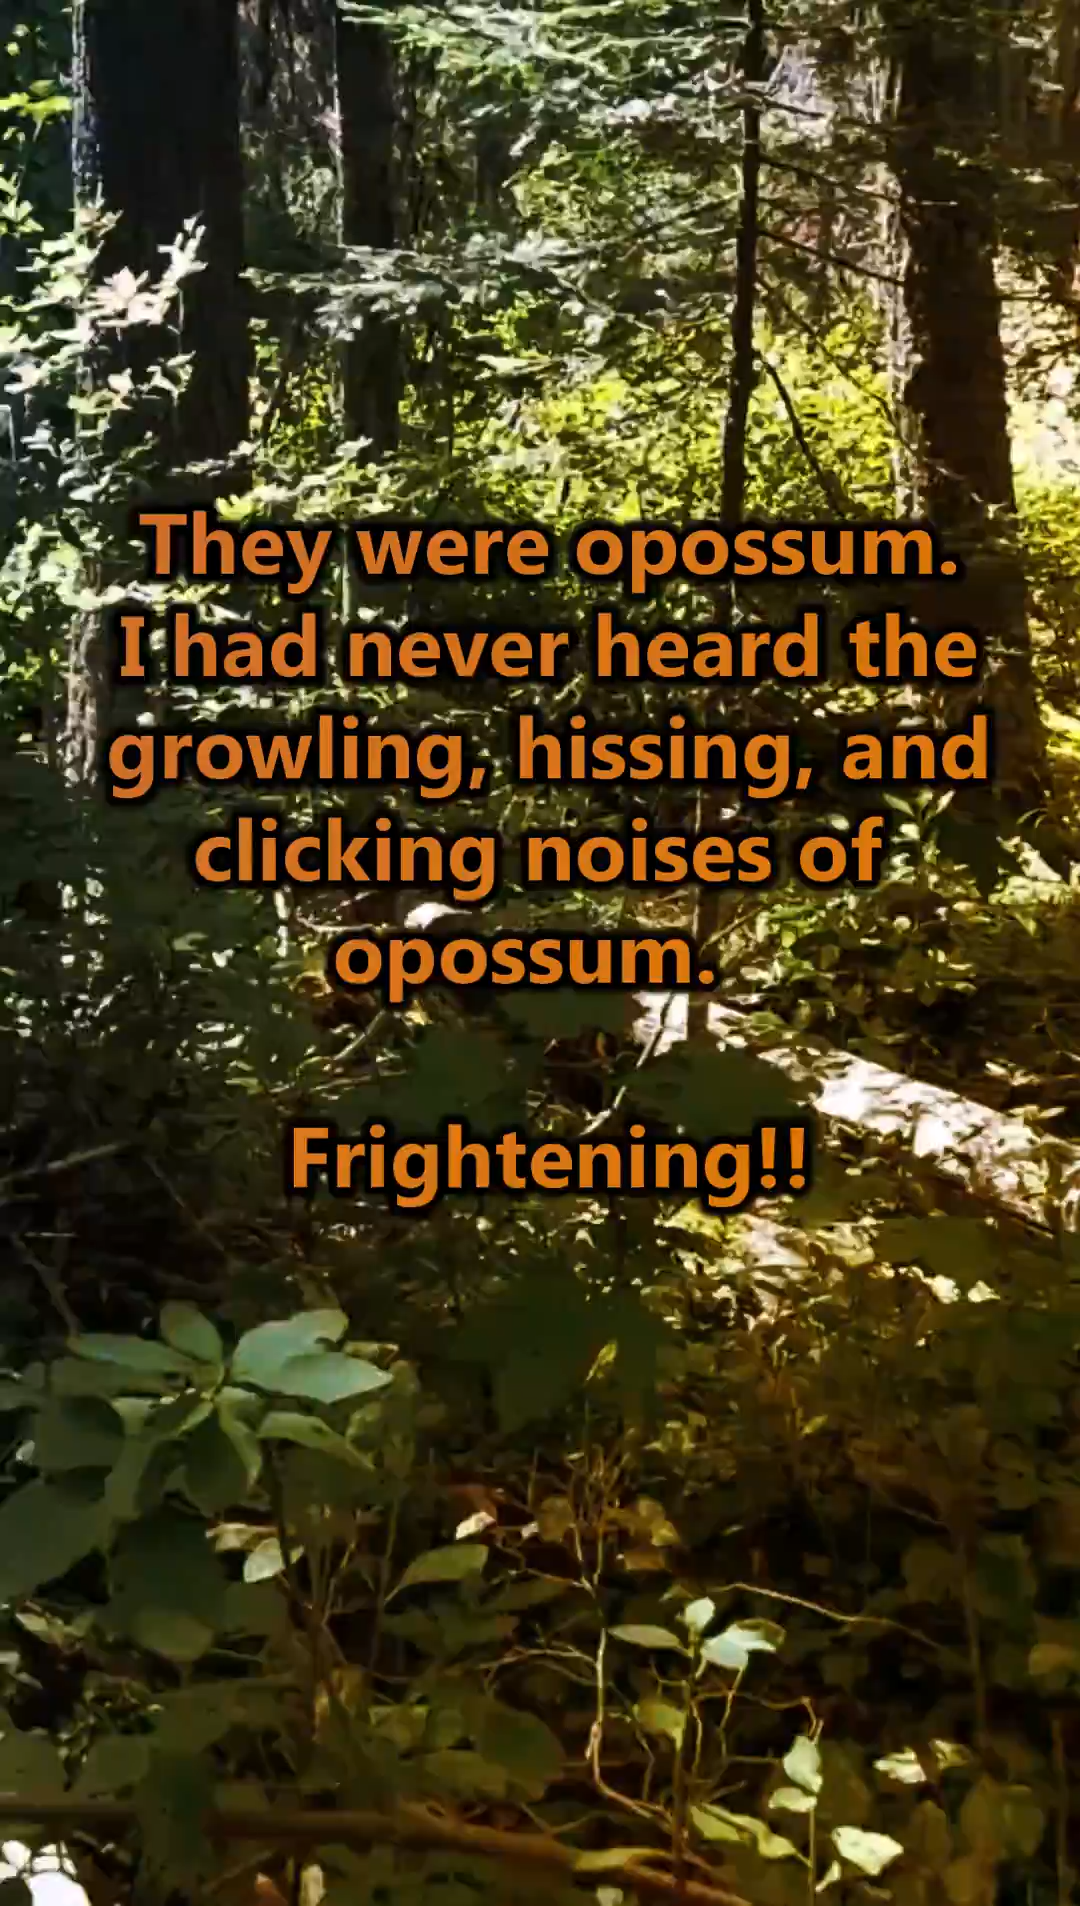 They were opossum.
I had never heard the
growling, hissing, and
clicking noises of
opossum.
Frightening!!